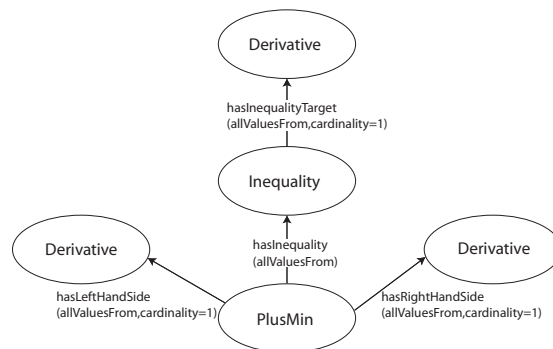 Derivative
hasInequalityTarget
(allValuesFrom,cardinality=1)
Inequality
Derivative
Derivative
hasInequality
(allValuesFrom)
hasLeftHandSide
(allValuesFrom,cardinality=1)
hasRightHandSide
(allValuesFrom,cardinality=1)
PlusMin